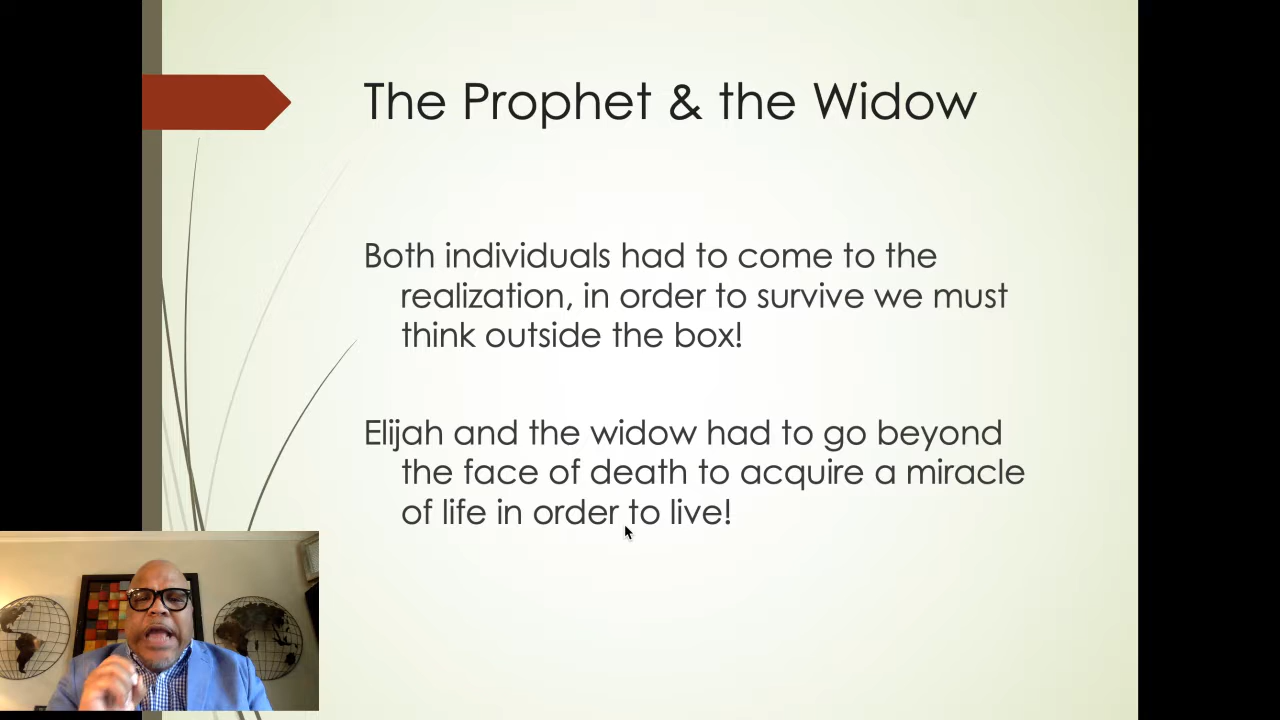 The Prophet & the Widow
Both individuals had to come to the
realization, in order to survive we must
think outside the box!
Elijah and the widow had to go beyond
the face of death to acquire a miracle
of life in order to live!